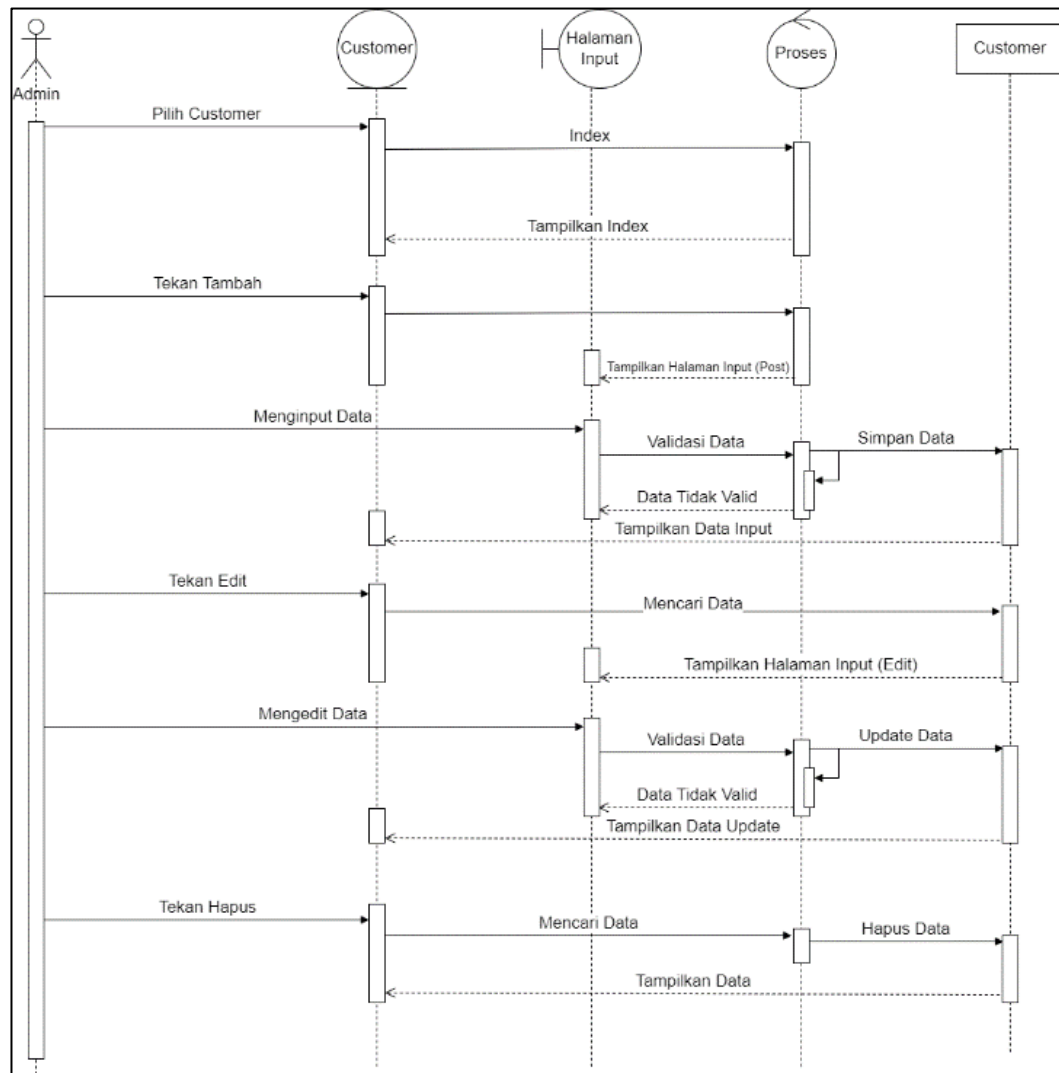 Admin
Customer
Halaman
Input
Proses
Customer
Pilih Customer
Index
Tampilkan Index
Tekan Tambah
Tampilkan Halaman Input (Post)
Menginput Data
Validasi Data
Simpan Data
Data Tidak Valid
Tampilkan Data Input
Tekan Edit
Mencari Data
Tampilkan Halaman Input (Edit)
Mengedit Data
Validasi Data
Update Data
Data Tidak Valid
Tampilkan Data Update
Tekan Hapus
Mencari Data
Hapus Data
Tampilkan Data